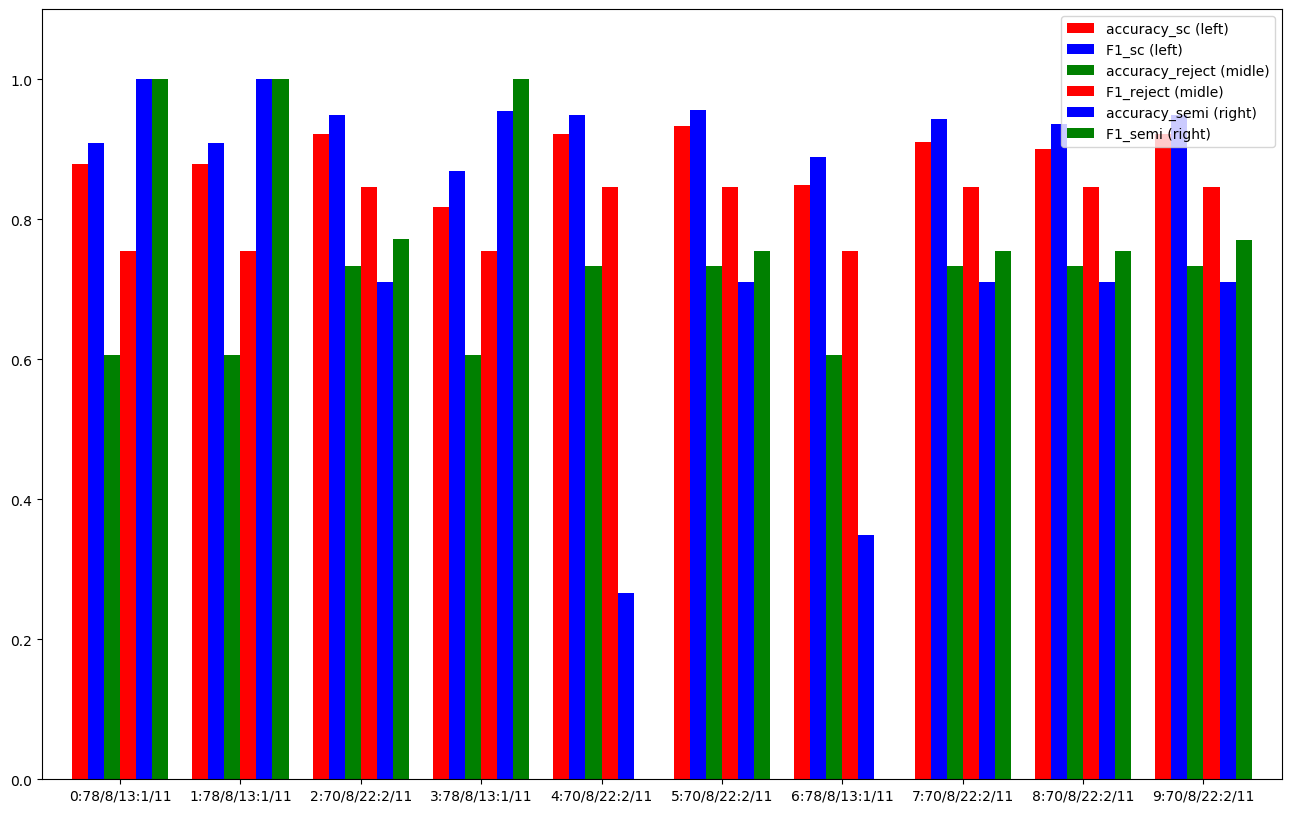 accuracy_sc (left)
F1_sc (left)
accuracy_reject (midle)
F1_reject (midle)
accuracy_semi (right)
F1_semi (right)
1.0
0.8
0.6
0.4
0.2
0.0
0:78/8/13:1/11 1:78/8/13:1/11 2:70/8/22:2/11 3:78/8/13:1/11 4:70/8/22:2/11 5:70/8/22:2/11 6:78/8/13:1/11 7:70/8/22:2/11 8:70/8/22:2/11 9:70/8/22:2/11